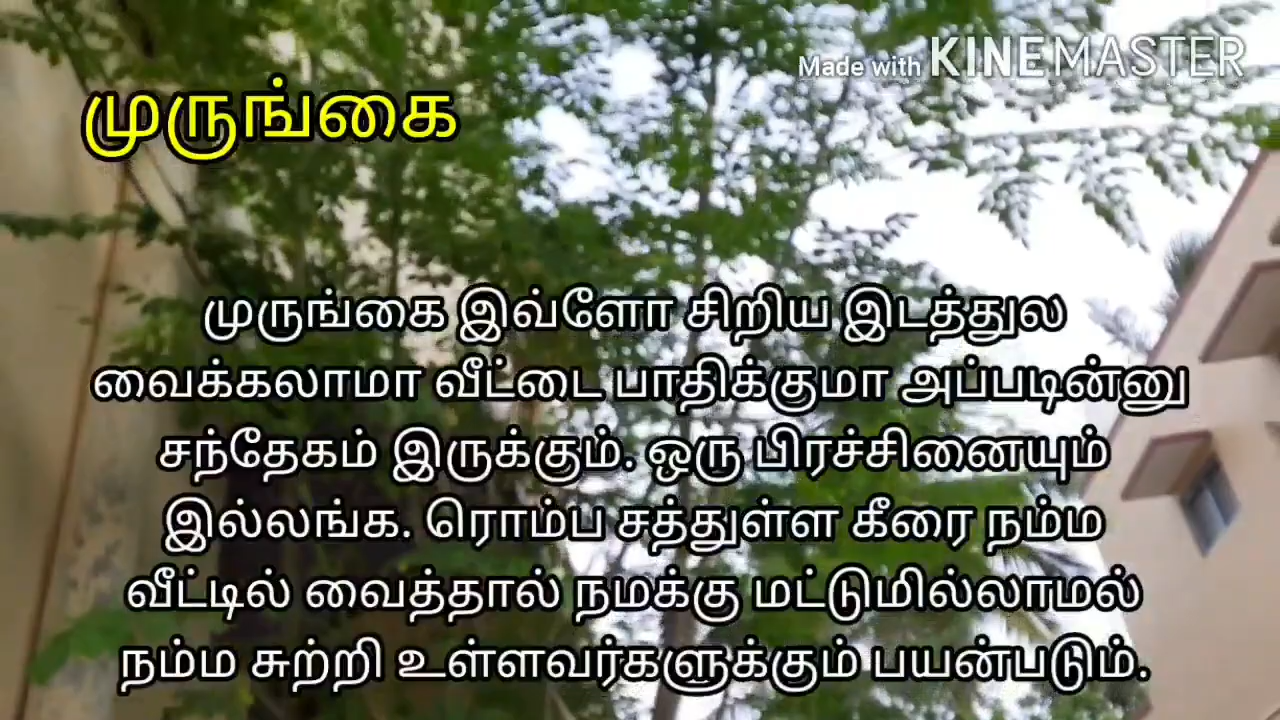 Made with KINEMASTER
முருங்கை
முருங்கை இவ்ளோ சிறிய இடத்துல
வைக்கலாமா வீட்டை பாதிக்குமா அப்படின்னு
சந்தேகம் இருக்கும். ஒரு பிரச்சினையும்
இல்லங்க. ரொம்ப சத்துள்ள கீரை நம்ம
வீட்டில் வைத்தால் நமக்கு மட்டுமில்லாமல்
நம்ம சுற்றி உள்ளவர்களுக்கும் பயன்படும்.